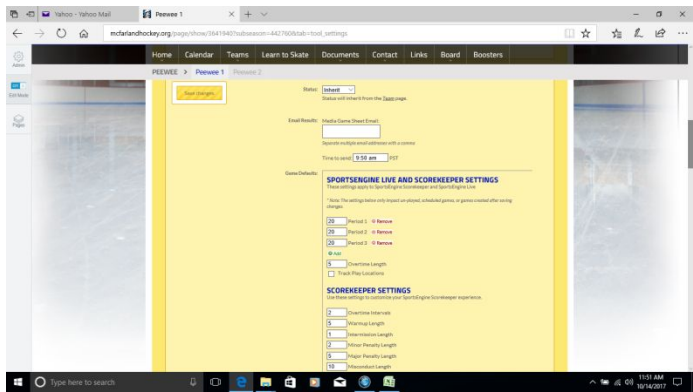 Yahoo - Yahoo Mail
Peewee 1
mcfarlandhockey.org/page/show/3641940?subseason=442760&tab=tool_settings
Admin
Home Calendar Teams Learn to Skate Documents Contact Links Board Boosters
PEEWEE > Peewee 1 Peewee 2
Edit Mode
Pages
Save changes
Status: Inherit
Status will inherit from the Team page.
Email Results: Media Game Sheet Email:
Separate multiple email addresses with a comma
Time to send 9:50 am PST
Game Defaults:
SPORTSENGINE LIVE AND SCOREKEEPER SETTINGS
These settings apply to SportsEngine Scorekeeper and SportsEngine Live
* Note: The settings below only impact un-played, scheduled games, or games created after saving
changes.
20 Period 1 Remove
20 Period 2 Remove
20 Period 3 Remove
Add
5 Overtime Length
Track Play Locations
SCOREKEEPER SETTINGS
Use these settings to customize your SportsEngine Scorekeeper experience.
2 Overtime Intervals
5 Warmup Length
1 Intermission Length
2 Minor Penalty Length
5 Major Penalty Length
10 Misconduct Length
Type here to search
11:51 AM
10/14/2017